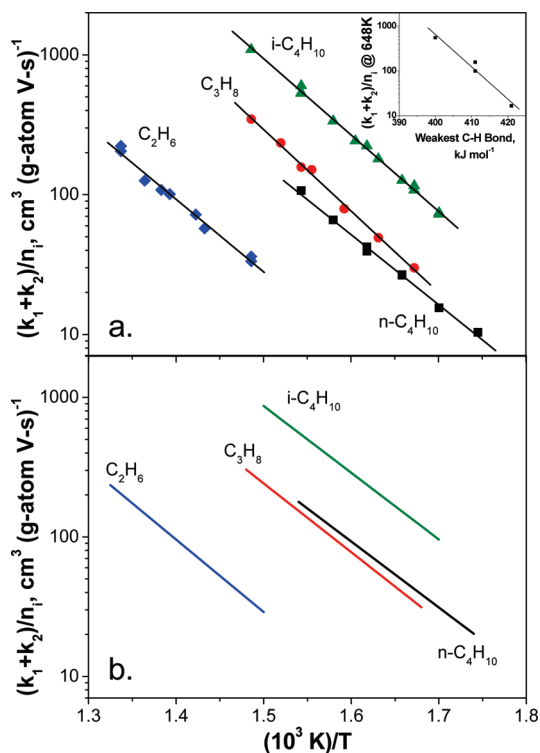 1000
100
10
(k₁+k₂)/nᵢ, cm³ (g-atom V-s)⁻¹
i-C₄H₁₀
C₃H₈
C₂H₆
n-C₄H₁₀
a.
(k₁+k₂)/nᵢ @ 648K
1000
100
10
390 400 410 420
Weakest C-H Bond,
kJ mol⁻¹
1000
100
10
(k₁+k₂)/nᵢ, cm³ (g-atom V-s)⁻¹
i-C₄H₁₀
C₃H₈
C₂H₆
n-C₄H₁₀
b.
1.3 1.4 1.5 1.6 1.7 1.8
(10³ K)/T